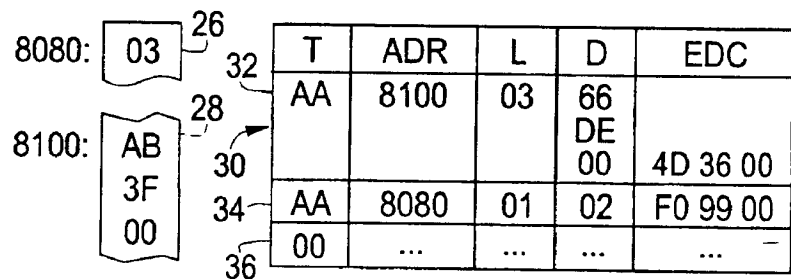 8080: 03 26
8100: AB 28
3F
00
T ADR L D EDC
32 AA 8100 03 66
DE
30 00 4D 36 00
34 AA 8080 01 02 F0 99 00
36 00 ... ... ... ...